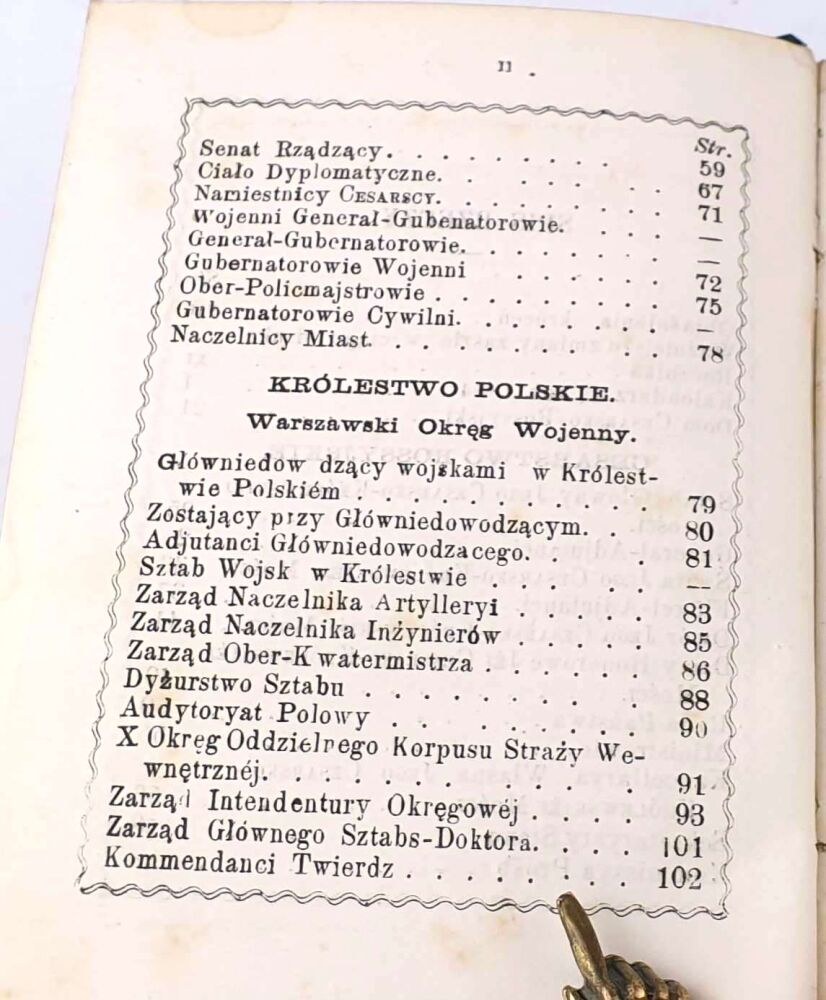 II
Str.
Senat Rządzący. . . . . . . . . 59
Ciało Dyplomatyczne. . . . . . . . 67
Namiestnicy CESARSCY. . . . . . . . 71
Wojenni General-Gubenatorowie. . . . . —
General-Gubernatorowie. . . . . . . —
Gubernatorowie Wojenni . . . . . . 72
Ober-Policmajstrowie . . . . . . . . 75
Gubernatorowie Cywilni. . . . . . .
Naczelnicy Miast. . . . . . . . . . 78
KRÓLESTWO POLSKIE.
Warszawski Okręg Wojenny.
Główniedow dzący wojskami w Królest-
wie Polskiém . . . . . . . . . . 79
Zostający przy Główniedowodzącym. . . 80
Adjutanci Główniedowodzacego. . . . . 81
Sztab Wojsk w Królestwie . . . . . . —
Zarząd Naczelnika Artylleryi . . . . . 83
Zarząd Naczelnika Inżynierów . . . . . 85
Zarząd Ober-Kwatermistrza . . . . . . 86
Dyżurstwo Sztabu . . . . . . . . . 88
Audytoryat Polowy . . . . . . . . 90
X Okręg Oddzielnego Korpusu Straży We-
wnętrznéj. . . . . . . . . . . . 91
Zarząd Intendentury Okręgowéj . . . . 93
Zarząd Głównego Sztabs-Doktora. . . . 101
Kommendanci Twierdz . . . . . . . . 102